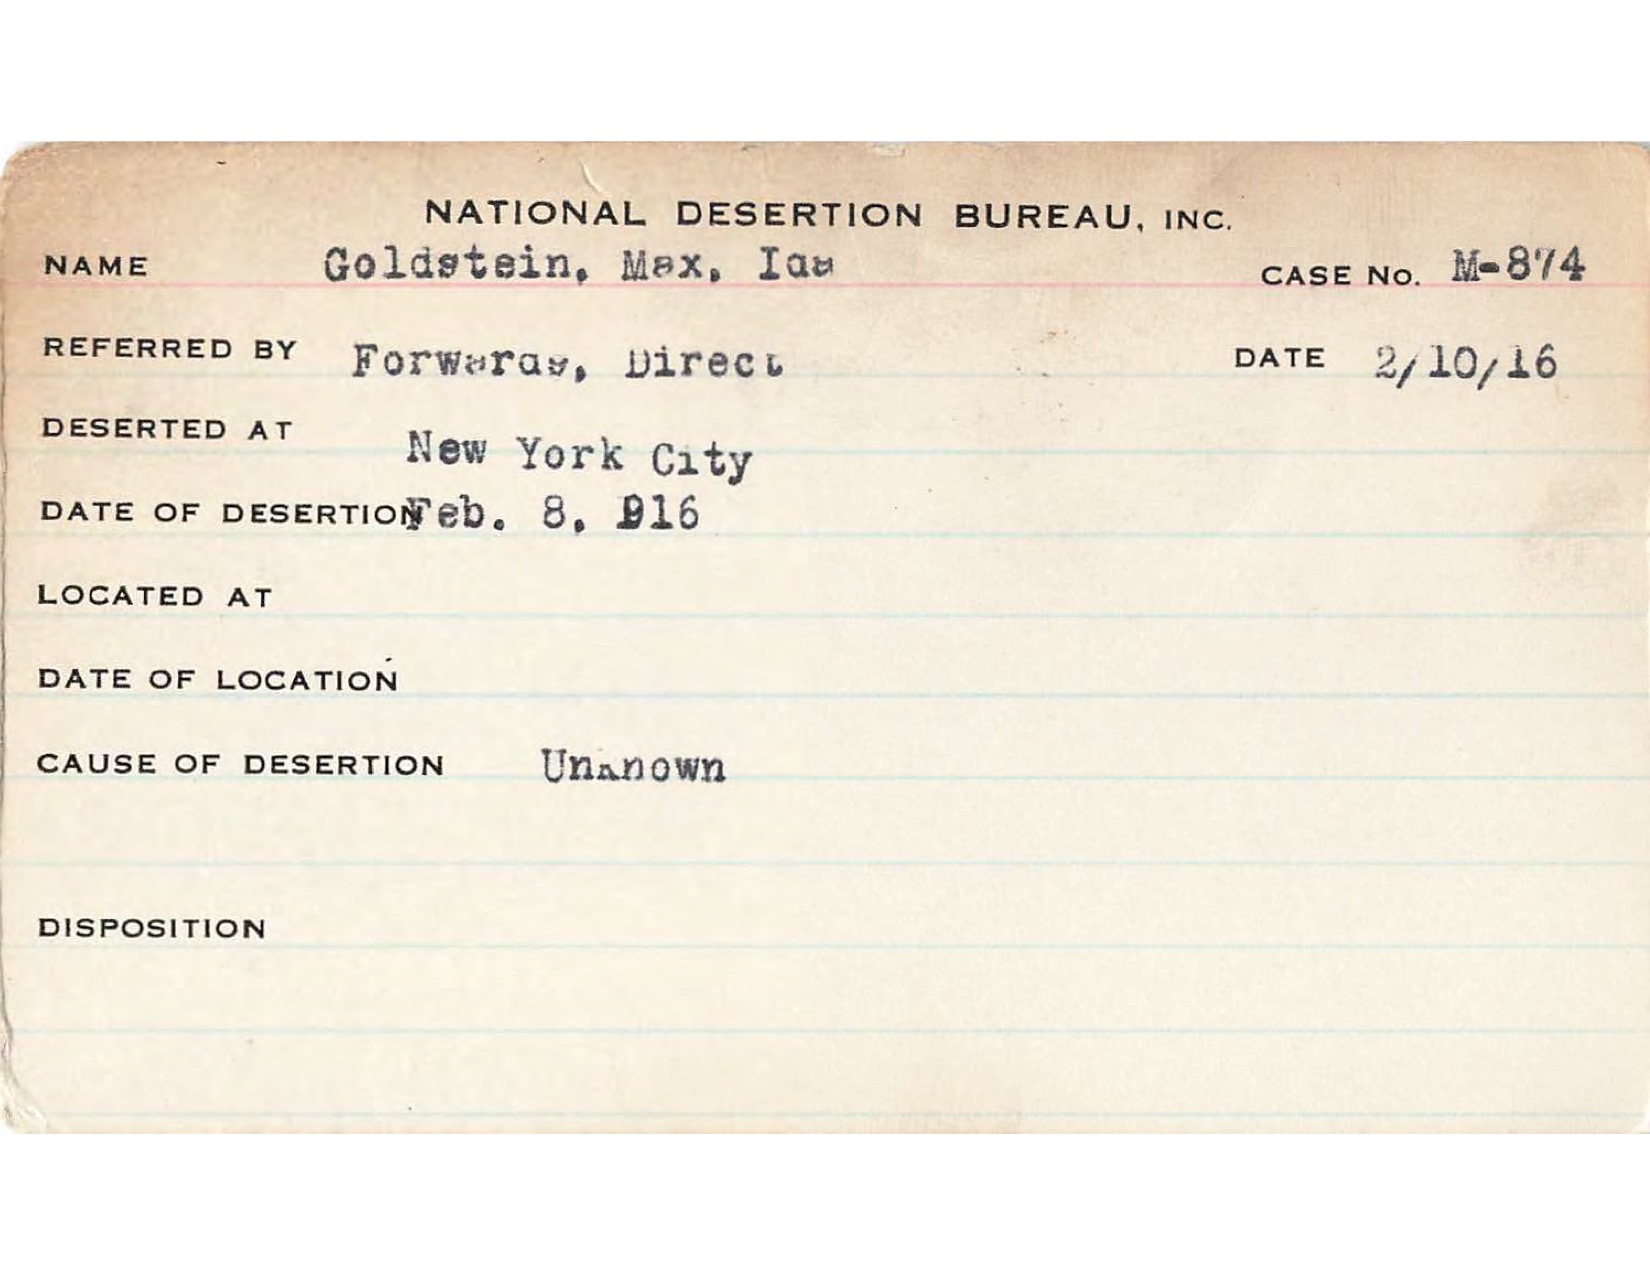 NATIONAL DESERTION BUREAU, INC.
NAME Goldstein, Max, Ida CASE No. M-874
REFERRED BY Forwards, Direct DATE 2/10/16
DESERTED AT New York City
DATE OF DESERTION Feb. 8, 916
LOCATED AT
DATE OF LOCATION
CAUSE OF DESERTION Unknown
DISPOSITION